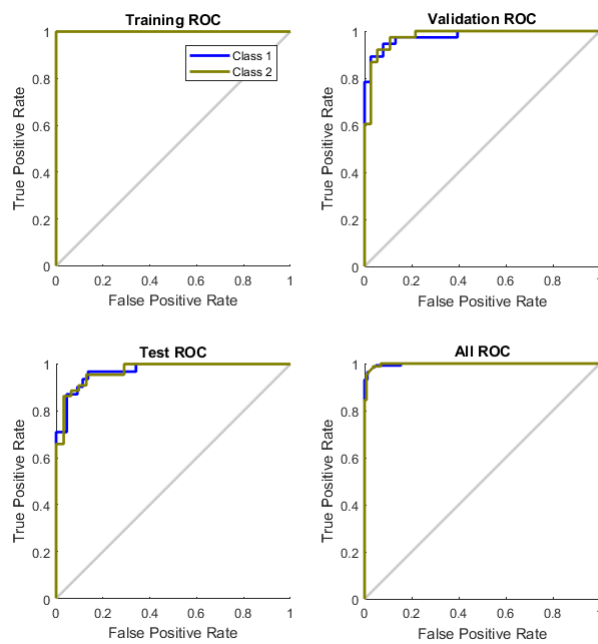 Training ROC
1
0.8
0.6
0.4
0.2
0
True Positive Rate
Class 1
Class 2
0 0.2 0.4 0.6 0.8 1
False Positive Rate
Validation ROC
1
0.8
0.6
0.4
0.2
0
True Positive Rate
0 0.2 0.4 0.6 0.8 1
False Positive Rate
Test ROC
1
0.8
0.6
0.4
0.2
0
True Positive Rate
0 0.2 0.4 0.6 0.8 1
False Positive Rate
All ROC
1
0.8
0.6
0.4
0.2
0
True Positive Rate
0 0.2 0.4 0.6 0.8 1
False Positive Rate